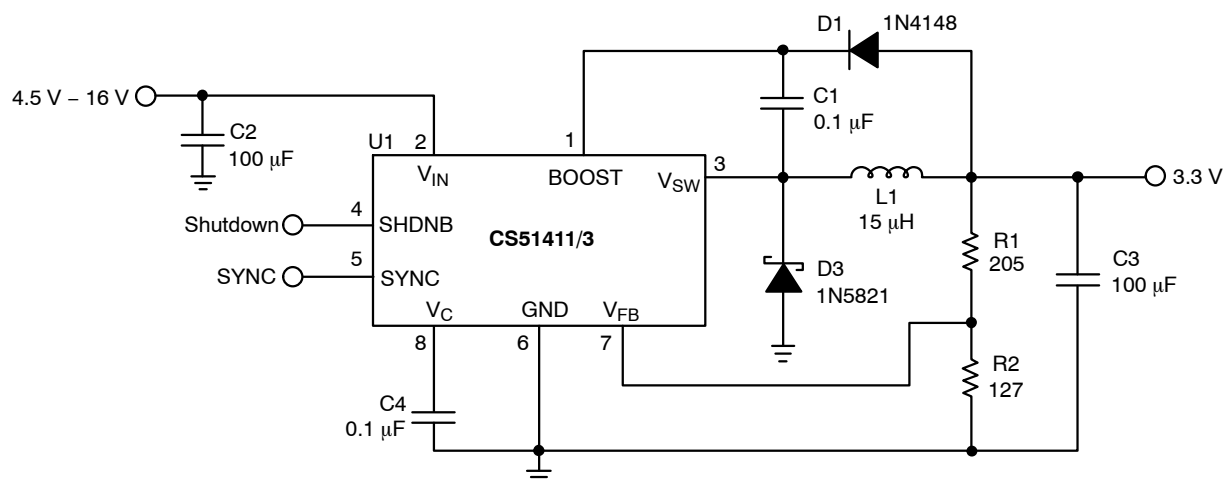 D1
1N4148
4.5 V – 16 V
C2
100 μF
C1
0.1 μF
U1
2
1
3
VIN
BOOST
VSW
3.3 V
L1
15 μH
Shutdown
4
SHDNB
CS51411/3
R1
205
C3
100 μF
SYNC
5
SYNC
D3
1N5821
VC
GND
VFB
8
6
7
R2
127
C4
0.1 μF